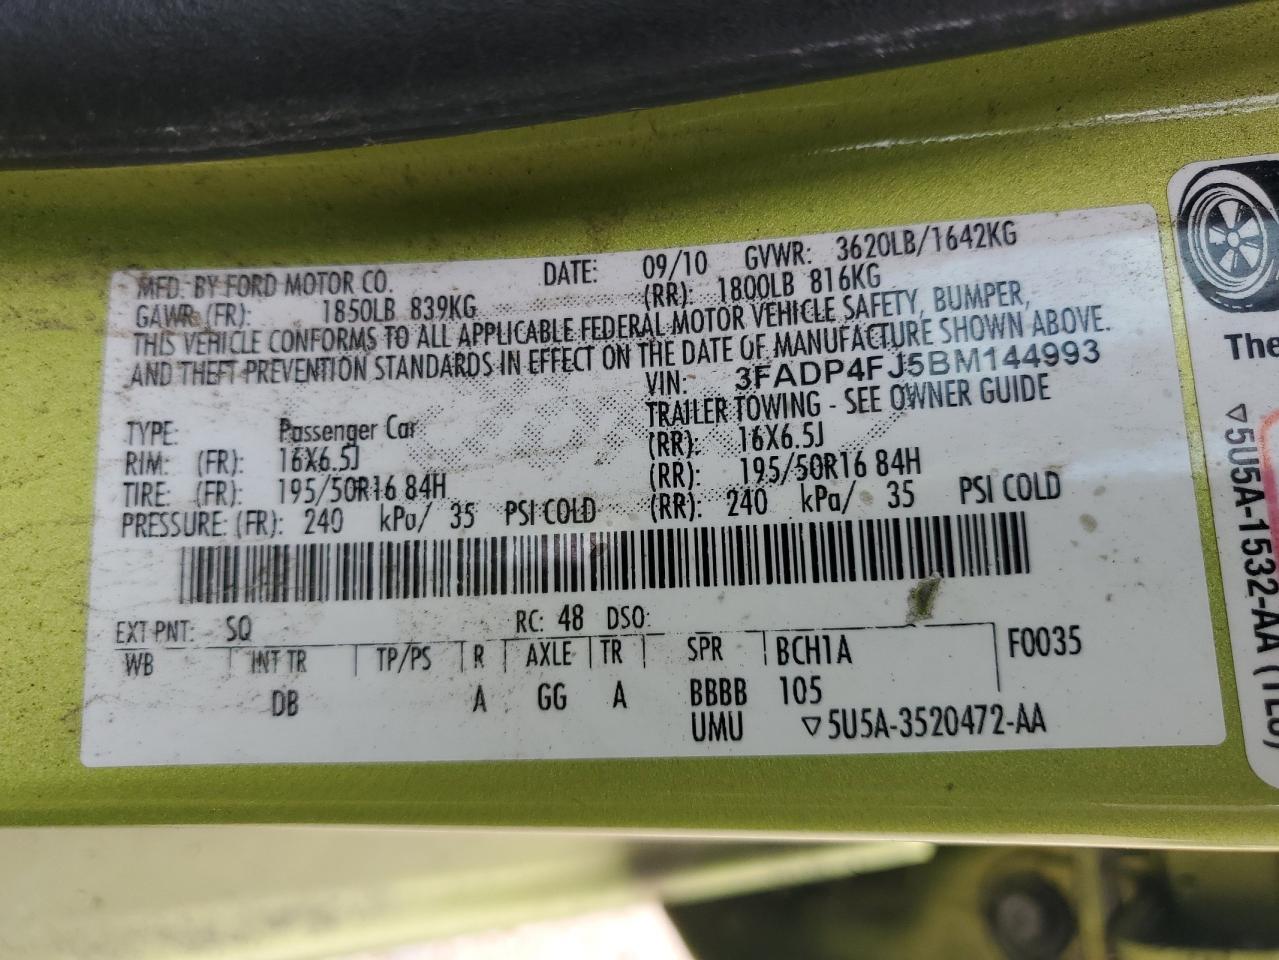 MFD. BY FORD MOTOR CO. DATE: 09/10 GVWR: 3620LB/1642KG
GAWR (FR): 1850LB 839KG (RR): 1800LB 816KG
THIS VEHICLE CONFORMS TO ALL APPLICABLE FEDERAL MOTOR VEHICLE SAFETY, BUMPER,
AND THEFT PREVENTION STANDARDS IN EFFECT ON THE DATE OF MANUFACTURE SHOWN ABOVE.
VIN: 3FADP4FJ5BM144993
TRAILER TOWING - SEE OWNER GUIDE
TYPE: Passenger Car
RIM: (FR): 16X6.5J (RR): 16X6.5J
TIRE: (FR): 195/50R16 84H (RR): 195/50R16 84H
PRESSURE: (FR): 240 kPa/ 35 PSI COLD (RR): 240 kPa/ 35 PSI COLD
EXT PNT: SQ RC: 48 DSO:
WB INT TR TP/PS R AXLE TR SPR BCH1A F0035
DB A GG A BBBB 105
UMU ▽5U5A-3520472-AA
The
▽5U5A-1532-AA